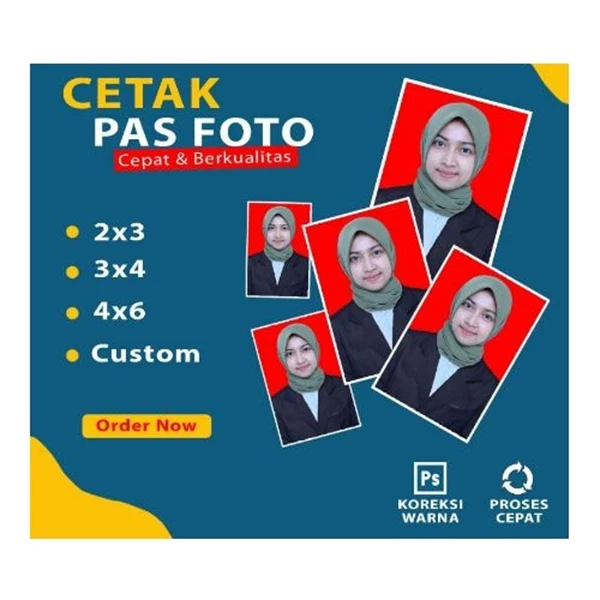 CETAK
PAS FOTO
Cepat & Berkualitas
2x3
3x4
4x6
Custom
Order Now
Ps
KOREKSI
WARNA
PROSES
CEPAT